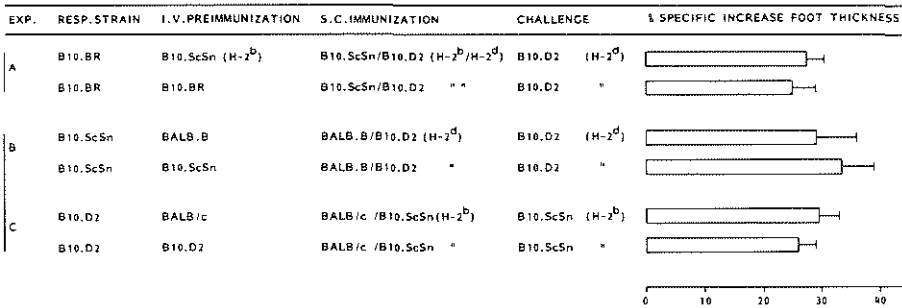 EXP. RESP.STRAIN I.V.PREIMMUNIZATION S.C.IMMUNIZATION CHALLENGE % SPECIFIC INCREASE FOOT THICKNESS
A B10.BR B10.ScSn (H-2b) B10.ScSn/B10.D2 (H-2b/H-2d) B10.D2 (H-2d)
B10.BR B10.BR B10.ScSn/B10.D2 " " B10.D2 "
B B10.ScSn BALB.B BALB.B/B10.D2 (H-2d) B10.D2 (H-2d)
B10.ScSn B10.ScSn BALB.B/B10.D2 " B10.D2 "
C B10.D2 BALB/c BALB/c /B10.ScSn(H-2b) B10.ScSn (H-2b)
B10.D2 B10.D2 BALB/c /B10.ScSn " B10.ScSn "
0 10 20 30 40